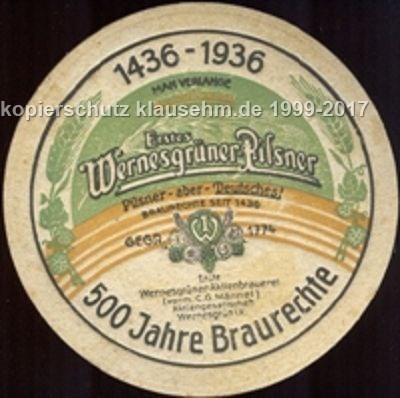 1436 - 1936
MAN VERLANGE
kopierschutz klausehm.de 1999-2017
Erstes
Wernesgrüner Pilsner
Pilsner - aber - Deutsches!
BRAURECHTE SEIT 1436
GEGR. 1774
W
Erste
Wernesgrüner Aktienbrauerei
(vorm. C.G. Männel)
Aktiengesellschaft
Wernesgrün i.V.
500 Jahre Braurechte